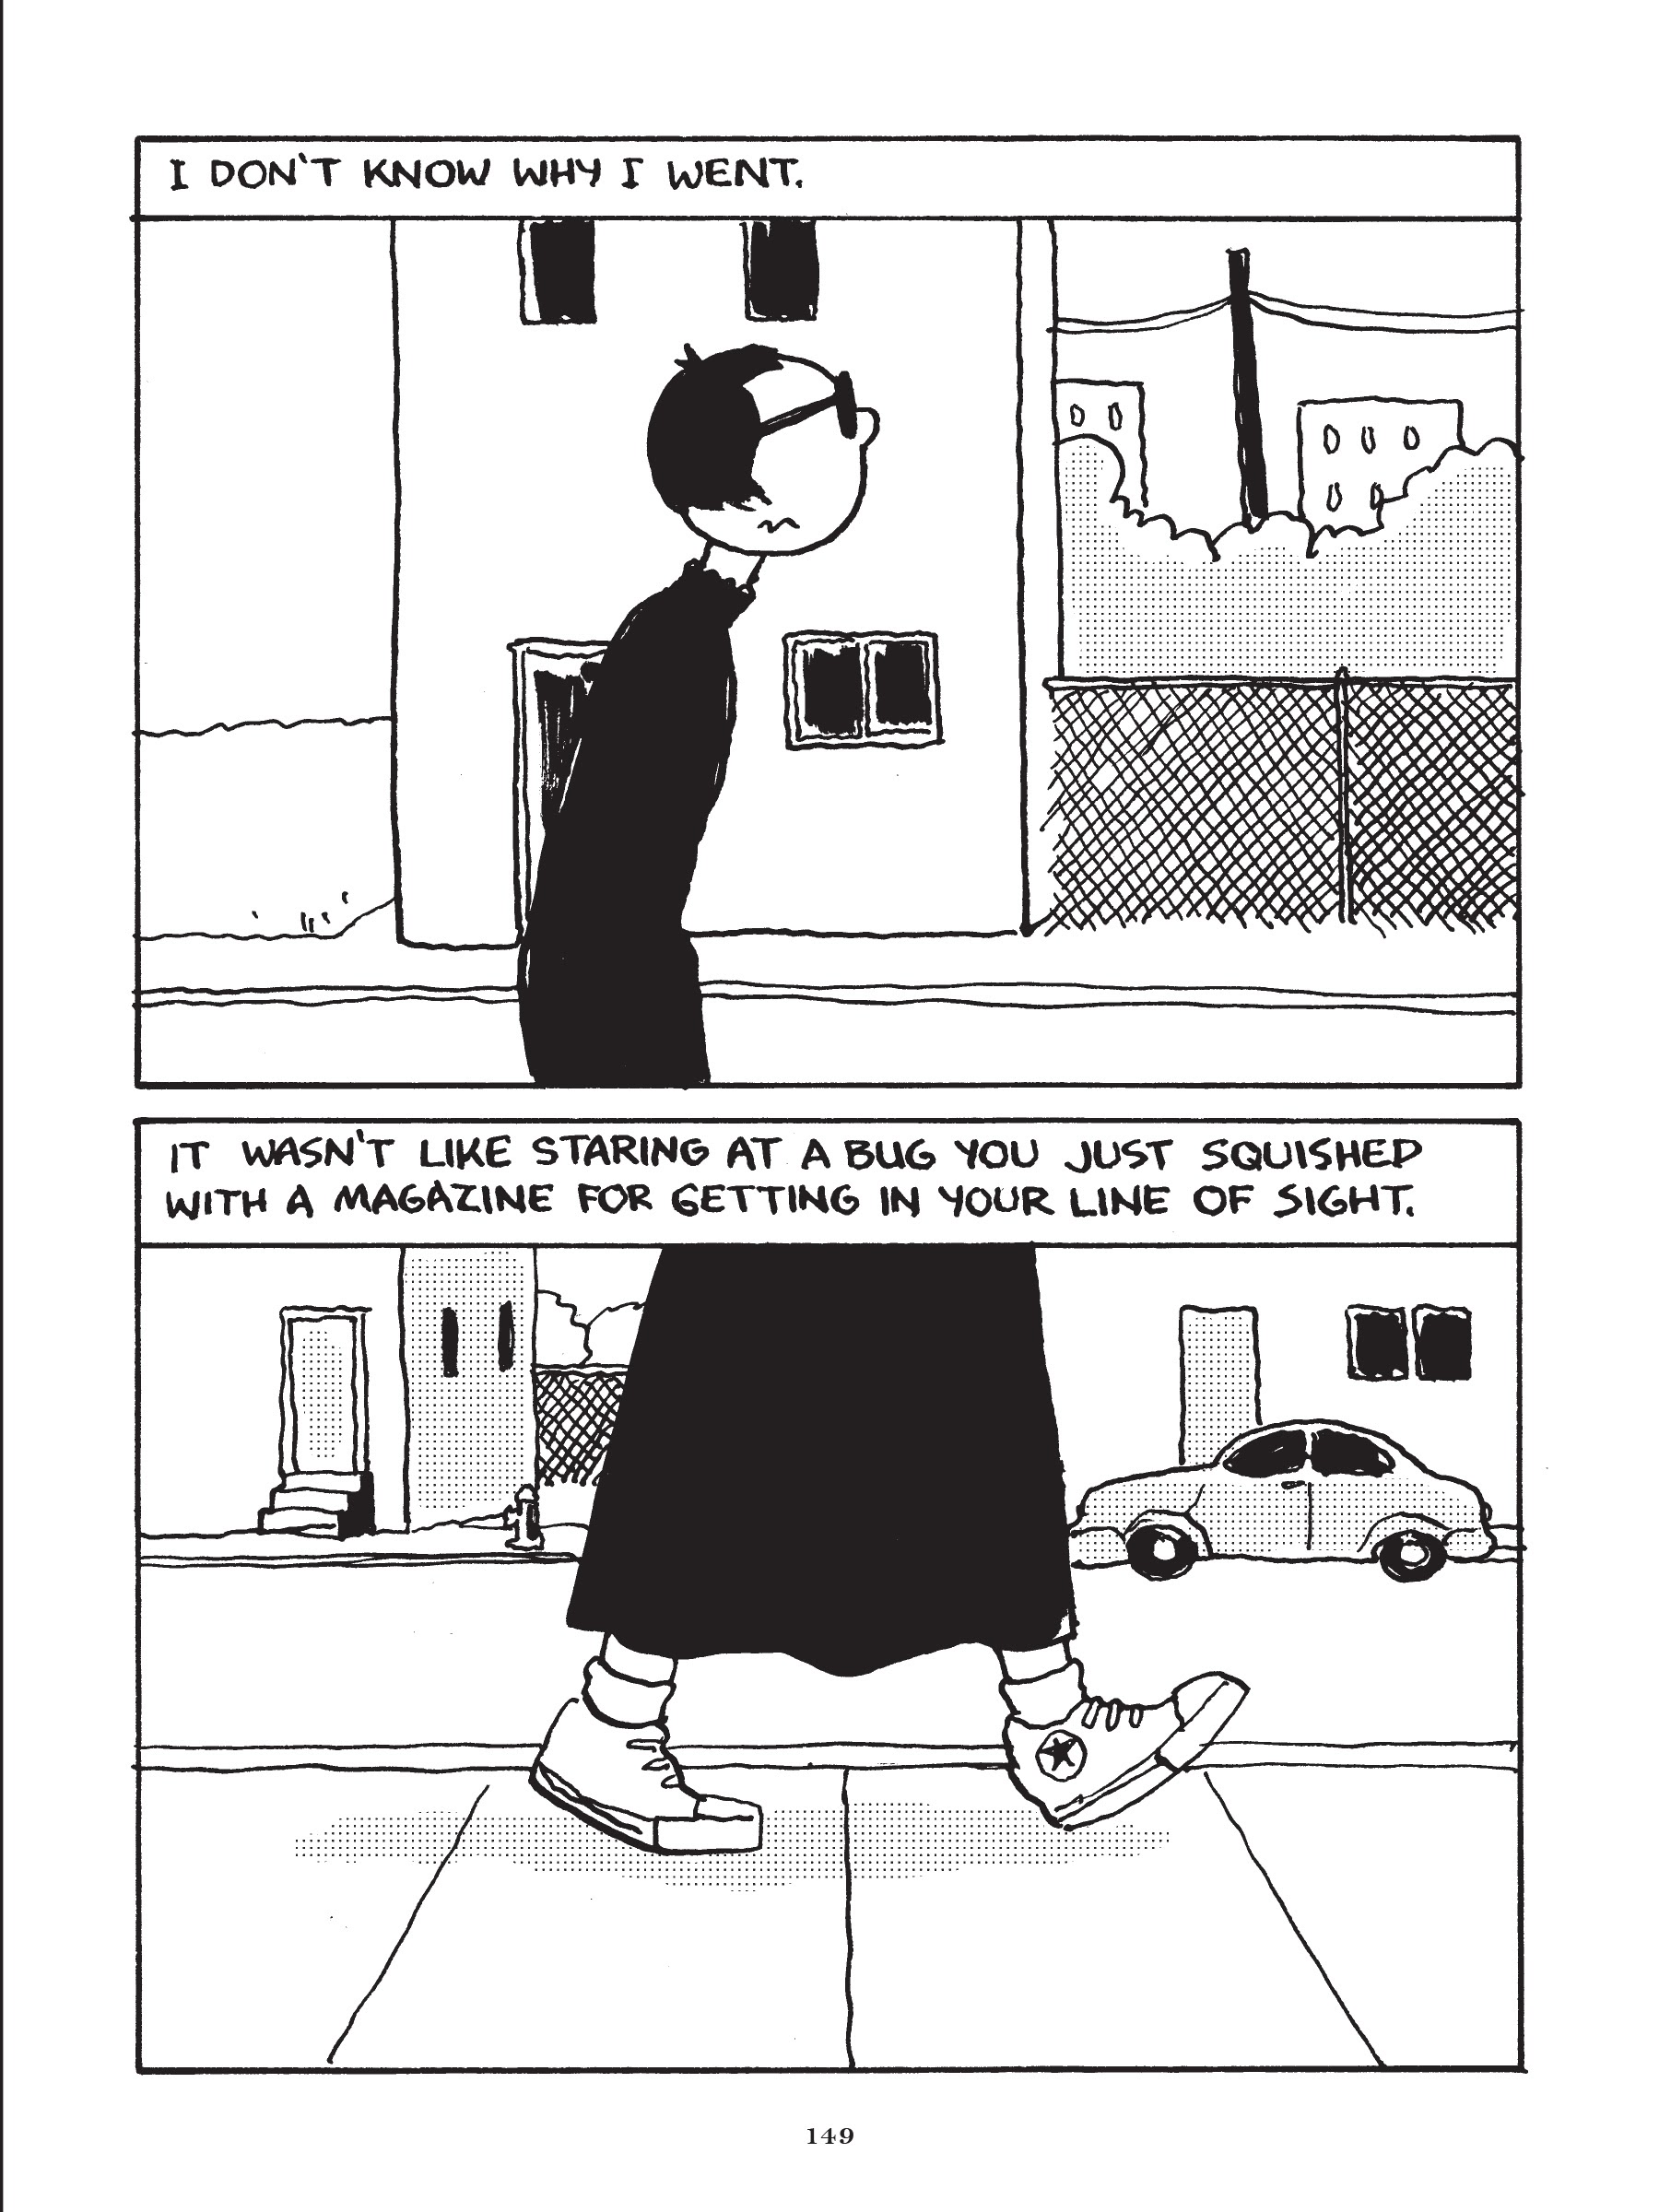 I DON'T KNOW WHY I WENT.
IT WASN'T LIKE STARING AT A BUG YOU JUST SQUISHED
WITH A MAGAZINE FOR GETTING IN YOUR LINE OF SIGHT.
149